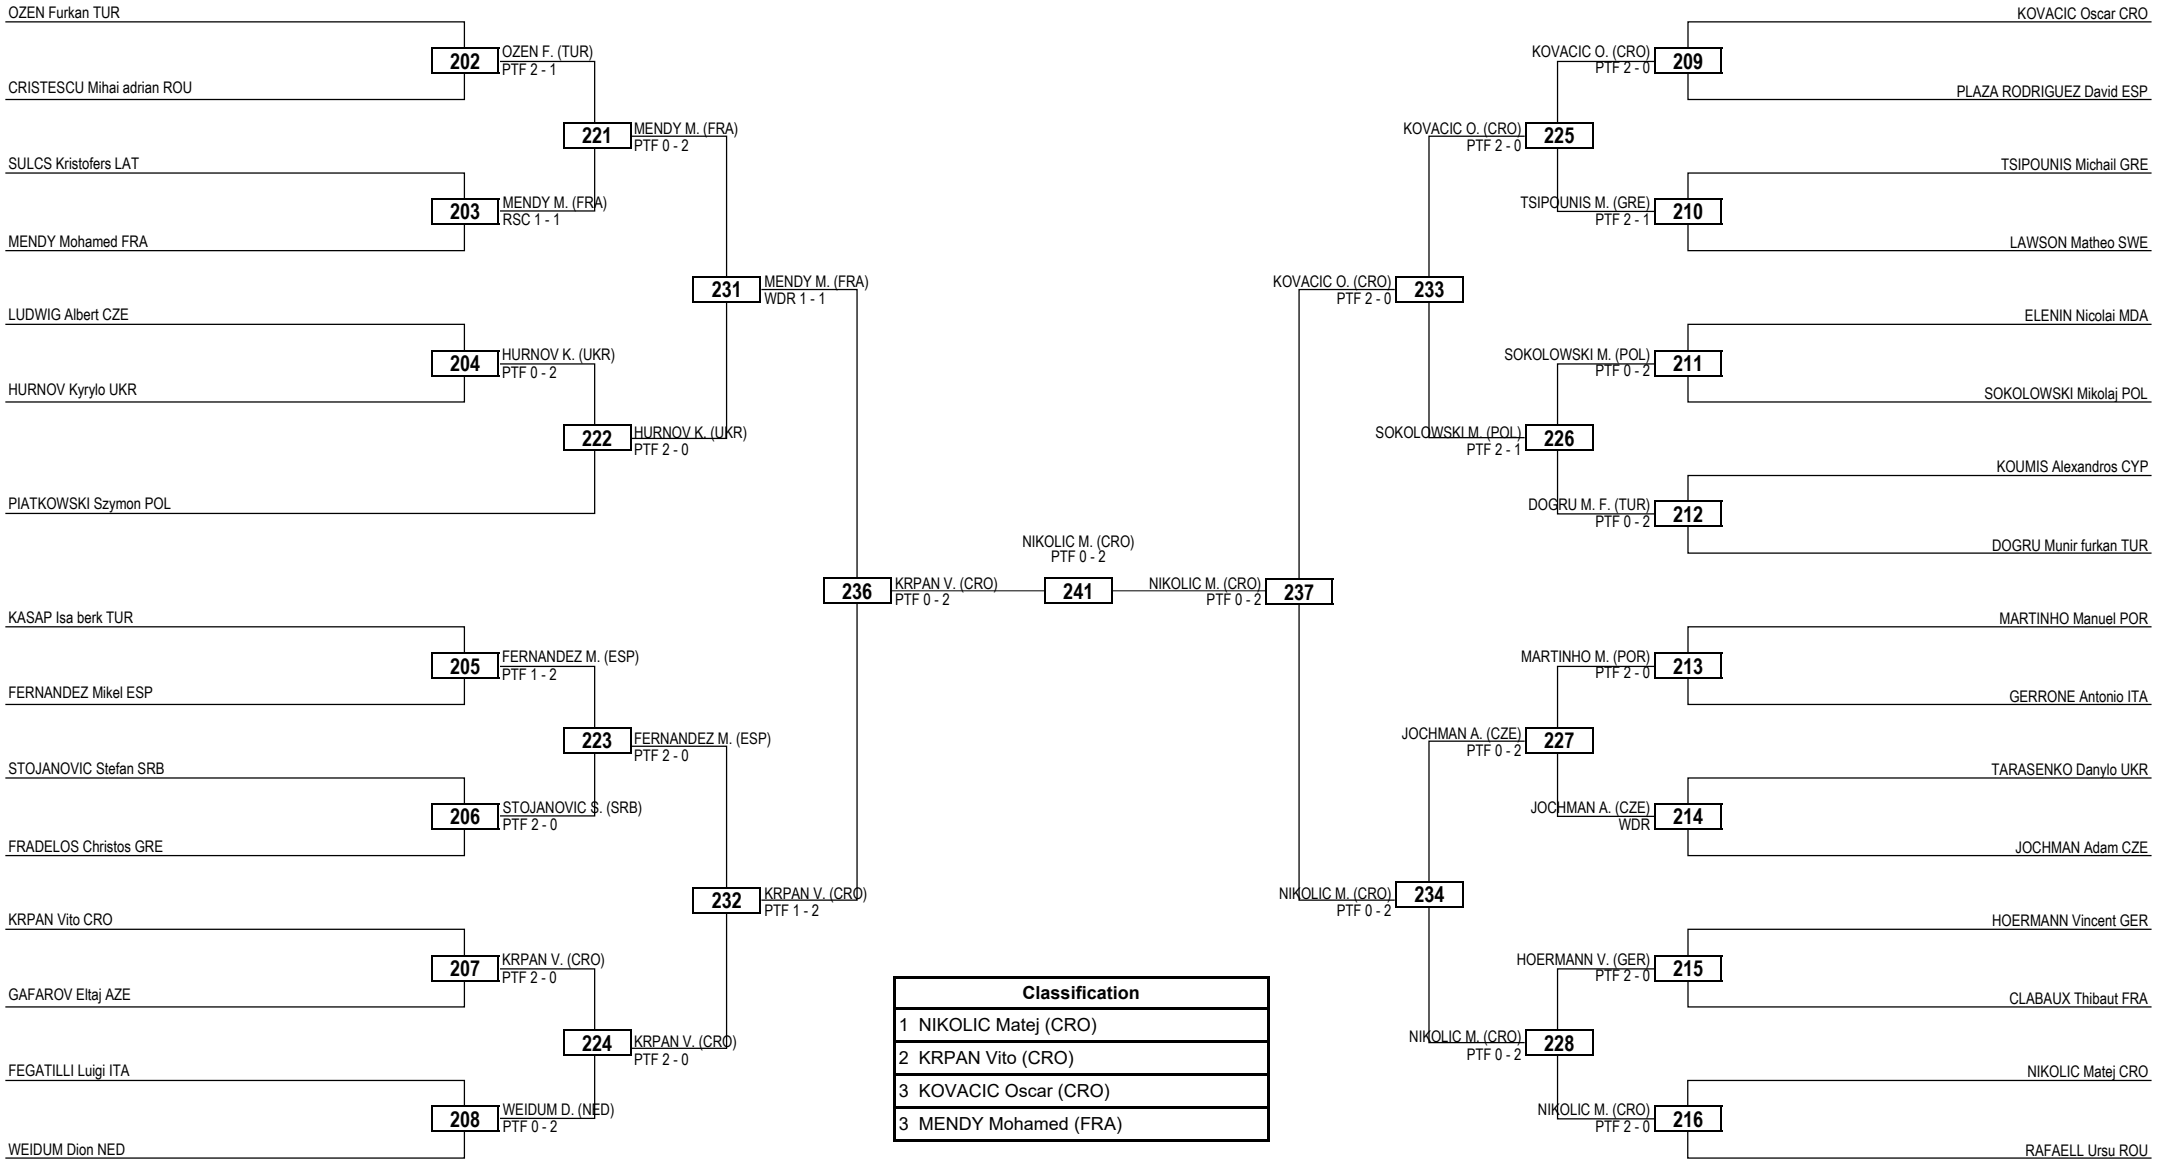 OZEN Furkan TUR
202
OZEN F. (TUR)
PTF 2 - 1
CRISTESCU Mihai adrian ROU
221
MENDY M. (FRA)
PTF 0 - 2
SULCS Kristofers LAT
203
MENDY M. (FRA)
RSC 1 - 1
MENDY Mohamed FRA
231
MENDY M. (FRA)
WDR 1 - 1
LUDWIG Albert CZE
204
HURNOV K. (UKR)
PTF 0 - 2
HURNOV Kyrylo UKR
222
HURNOV K. (UKR)
PTF 2 - 0
PIATKOWSKI Szymon POL
236
KRPAN V. (CRO)
PTF 0 - 2
KASAP Isa berk TUR
205
FERNANDEZ M. (ESP)
PTF 1 - 2
FERNANDEZ Mikel ESP
223
FERNANDEZ M. (ESP)
PTF 2 - 0
STOJANOVIC Stefan SRB
206
STOJANOVIC S. (SRB)
PTF 2 - 0
FRADELOS Christos GRE
232
KRPAN V. (CRO)
PTF 1 - 2
KRPAN Vito CRO
207
KRPAN V. (CRO)
PTF 2 - 0
GAFAROV Eltaj AZE
224
KRPAN V. (CRO)
PTF 2 - 0
FEGATILLI Luigi ITA
208
WEIDUM D. (NED)
PTF 0 - 2
WEIDUM Dion NED
NIKOLIC M. (CRO)
PTF 0 - 2
241
KOVACIC Oscar CRO
KOVACIC O. (CRO)
PTF 2 - 0
209
PLAZA RODRIGUEZ David ESP
KOVACIC O. (CRO)
PTF 2 - 0
225
TSIPOUNIS Michail GRE
TSIPOUNIS M. (GRE)
PTF 2 - 1
210
LAWSON Matheo SWE
KOVACIC O. (CRO)
PTF 2 - 0
233
ELENIN Nicolai MDA
SOKOLOWSKI M. (POL)
PTF 0 - 2
211
SOKOLOWSKI Mikolaj POL
SOKOLOWSKI M. (POL)
PTF 2 - 1
226
KOUMIS Alexandros CYP
DOGRU M. F. (TUR)
PTF 0 - 2
212
DOGRU Munir furkan TUR
NIKOLIC M. (CRO)
PTF 0 - 2
237
MARTINHO Manuel POR
MARTINHO M. (POR)
PTF 2 - 0
213
GERRONE Antonio ITA
JOCHMAN A. (CZE)
PTF 0 - 2
227
TARASENKO Danylo UKR
JOCHMAN A. (CZE)
WDR
214
JOCHMAN Adam CZE
NIKOLIC M. (CRO)
PTF 0 - 2
234
HOERMANN Vincent GER
HOERMANN V. (GER)
PTF 2 - 0
215
CLABAUX Thibaut FRA
NIKOLIC M. (CRO)
PTF 0 - 2
228
NIKOLIC Matej CRO
NIKOLIC M. (CRO)
PTF 2 - 0
216
RAFAELL Ursu ROU
Classification
1 NIKOLIC Matej (CRO)
2 KRPAN Vito (CRO)
3 KOVACIC Oscar (CRO)
3 MENDY Mohamed (FRA)